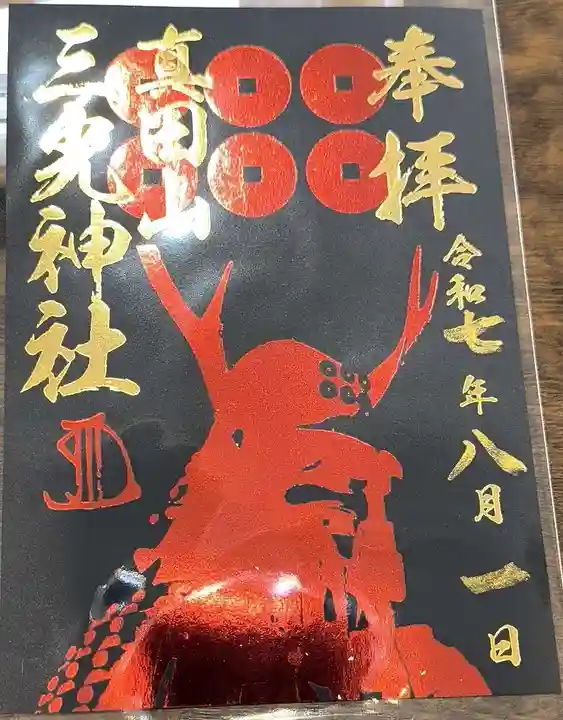 奉拝
令和七年八月一日
真田山
三光神社